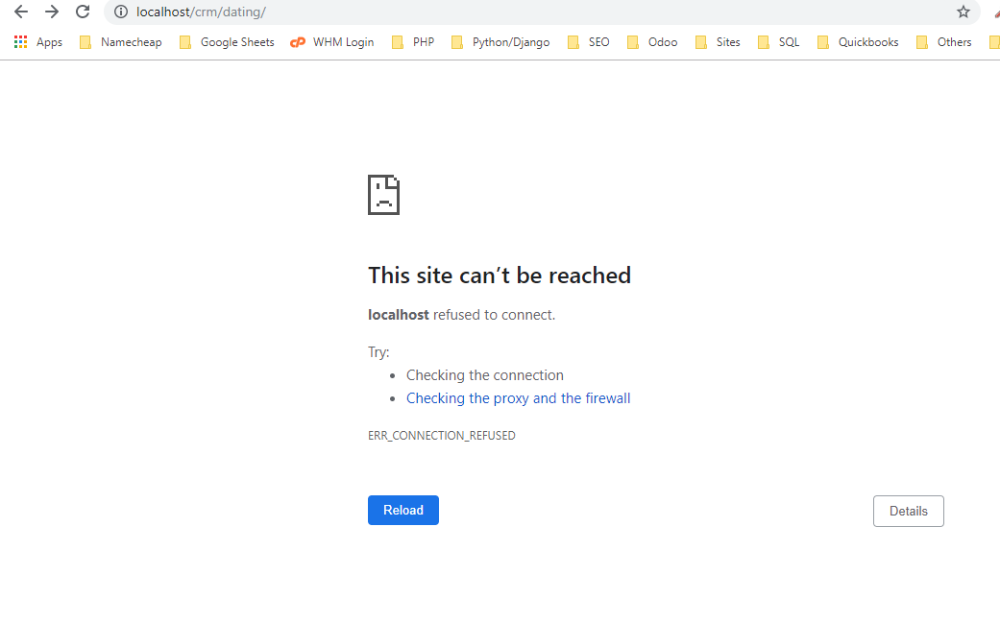 localhost/crm/dating/
Apps Namecheap Google Sheets cP WHM Login PHP Python/Django SEO Odoo Sites SQL Quickbooks Others
This site can't be reached
localhost refused to connect.
Try:
• Checking the connection
• Checking the proxy and the firewall
ERR_CONNECTION_REFUSED
Reload Details